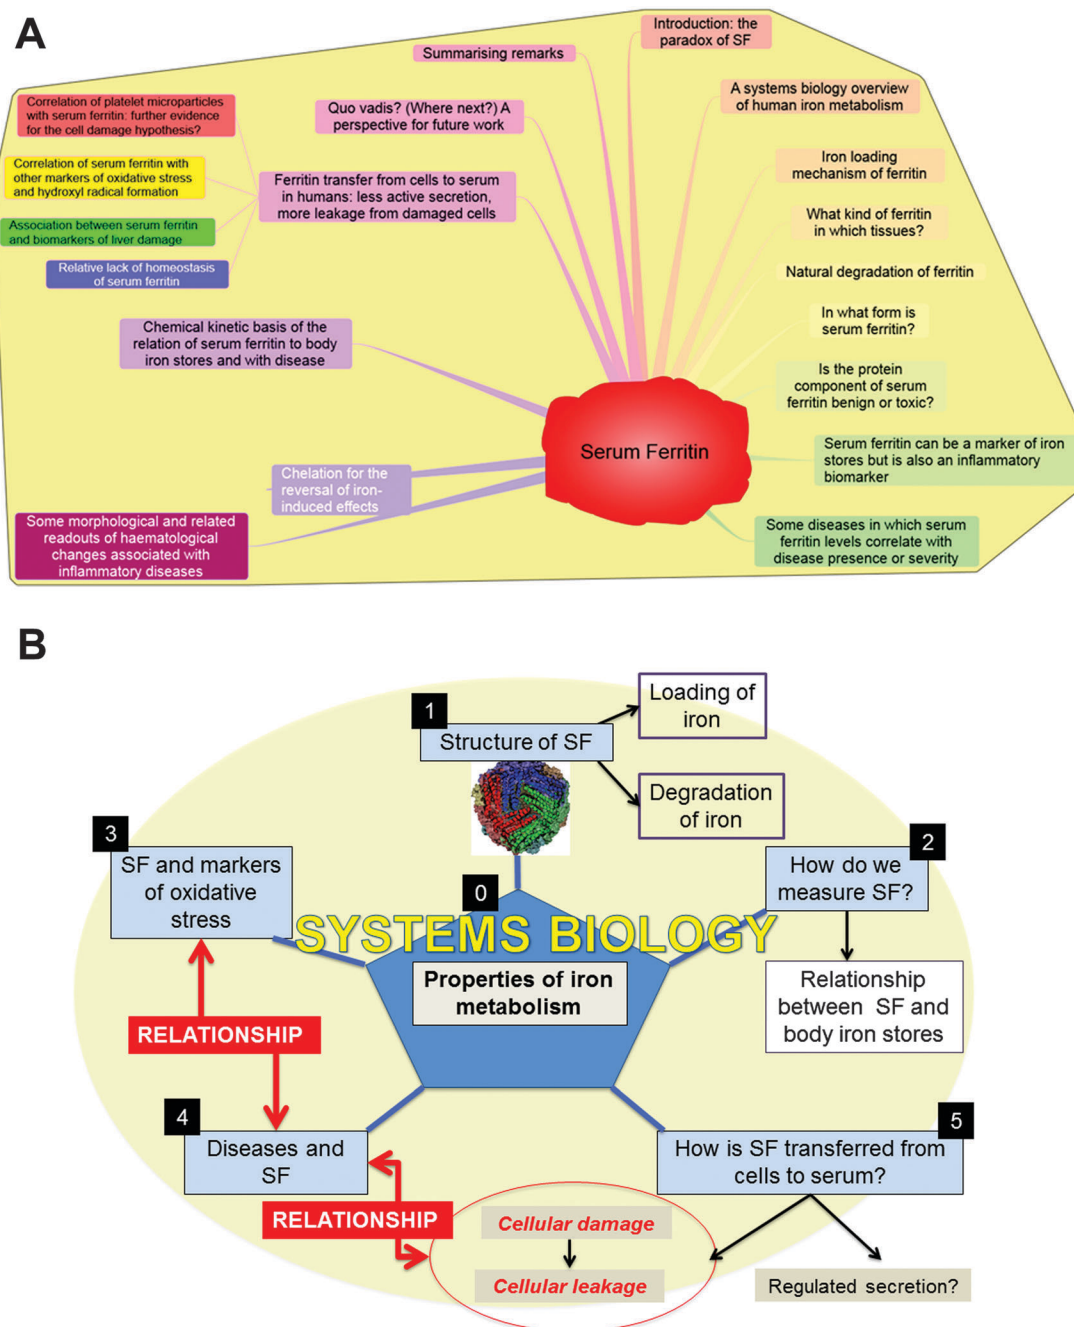 A
Introduction: the
paradox of SF
Summarising remarks
A systems biology overview
of human iron metabolism
Correlation of platelet microparticles
with serum ferritin: further evidence
for the cell damage hypothesis?
Quo vadis? (Where next?) A
perspective for future work
Iron loading
mechanism of ferritin
Correlation of serum ferritin with
other markers of oxidative stress
and hydroxyl radical formation
Ferritin transfer from cells to serum
in humans: less active secretion,
more leakage from damaged cells
What kind of ferritin
in which tissues?
Association between serum ferritin
and biomarkers of liver damage
Relative lack of homeostasis
of serum ferritin
Natural degradation of ferritin
In what form is
serum ferritin?
Chemical kinetic basis of the
relation of serum ferritin to body
iron stores and with disease
Is the protein
component of serum
ferritin benign or toxic?
Serum Ferritin
Serum ferritin can be a marker of iron
stores but is also an inflammatory
biomarker
Chelation for the
reversal of iron-
induced effects
Some morphological and related
readouts of haematological
changes associated with
inflammatory diseases
Some diseases in which serum
ferritin levels correlate with
disease presence or severity
B
1
Structure of SF
Loading of
iron
Degradation
of iron
3
SF and markers
of oxidative
stress
2
How do we
measure SF?
0
SYSTEMS BIOLOGY
Properties of iron
metabolism
Relationship
between SF and
body iron stores
RELATIONSHIP
4
Diseases and
SF
5
How is SF transferred from
cells to serum?
RELATIONSHIP
Cellular damage
Cellular leakage
Regulated secretion?